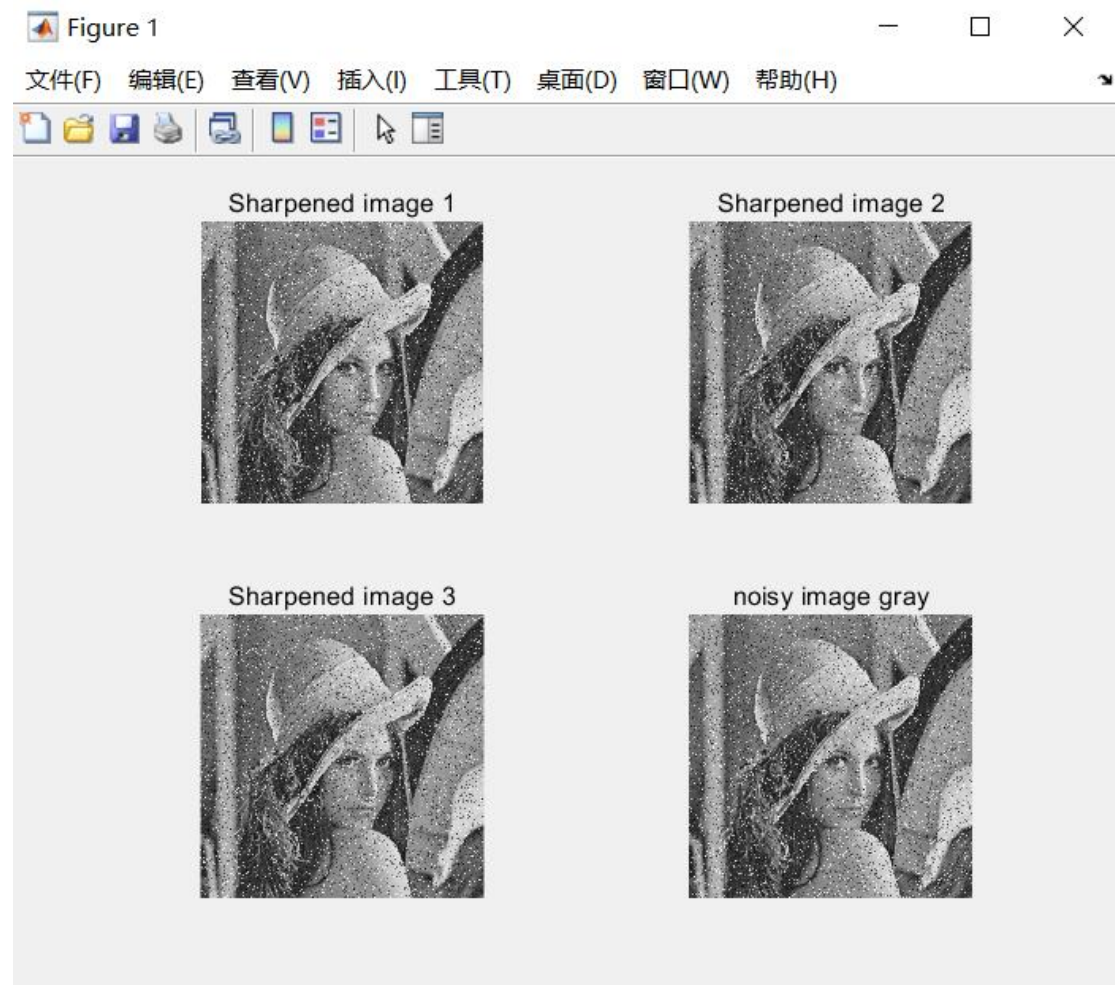 Figure 1
文件(F) 编辑(E) 查看(V) 插入(I) 工具(T) 桌面(D) 窗口(W) 帮助(H)
Sharpened image 1
Sharpened image 2
Sharpened image 3
noisy image gray